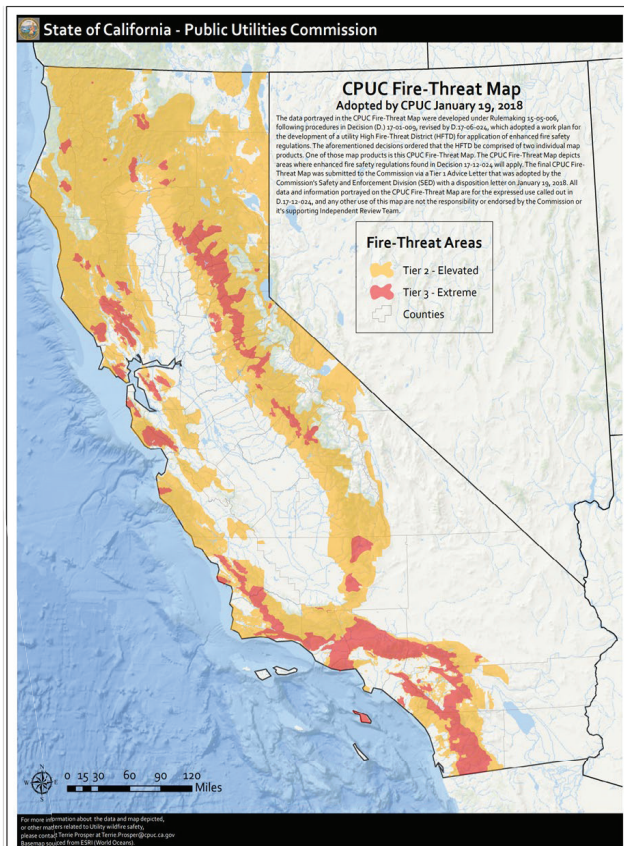 State of California - Public Utilities Commission
CPUC Fire-Threat Map
Adopted by CPUC January 19, 2018
The data portrayed in the CPUC Fire-Threat Map were developed under Rulemaking 15-05-006,
following procedures in Decision (D.) 17-01-009, revised by D.17-06-024, which adopted a work plan for
the development of a utility High Fire-Threat District (HFTD) for application of enhanced fire safety
regulations. The aforementioned decisions ordered that the HFTD be comprised of two individual map
products. One of those map products is this CPUC Fire-Threat Map. The CPUC Fire-Threat Map depicts
areas where enhanced fire safety regulations found in Decision 17-12-024 will apply. The final CPUC Fire-
Threat Map was submitted to the Commission via a Tier 1 Advice Letter that was adopted by the
Commission's Safety and Enforcement Division (SED) with a disposition letter on January 19, 2018. All
data and information portrayed on the CPUC Fire-Threat Map are for the expressed use called out in
D.17-12-024, and any other use of this map are not the responsibility or endorsed by the Commission or
it's supporting Independent Review Team.
Fire-Threat Areas
Tier 2 - Elevated
Tier 3 - Extreme
Counties
N
W E
S
0 15 30 60 90 120
Miles
For more information about the data and map depicted,
or other matters related to Utility wildfire safety,
please contact Terrie Prosper at Terrie.Prosper@cpuc.ca.gov
Basemap sourced from ESRI (World Oceans).